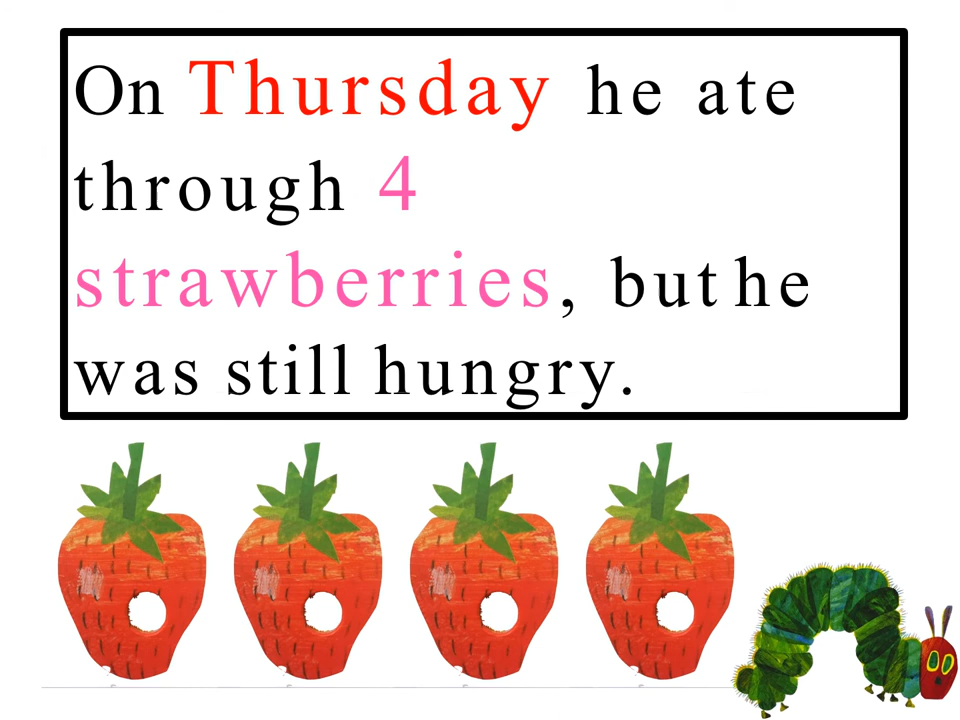 On Thursday he ate
through 4
strawberries, but he
was still hungry.